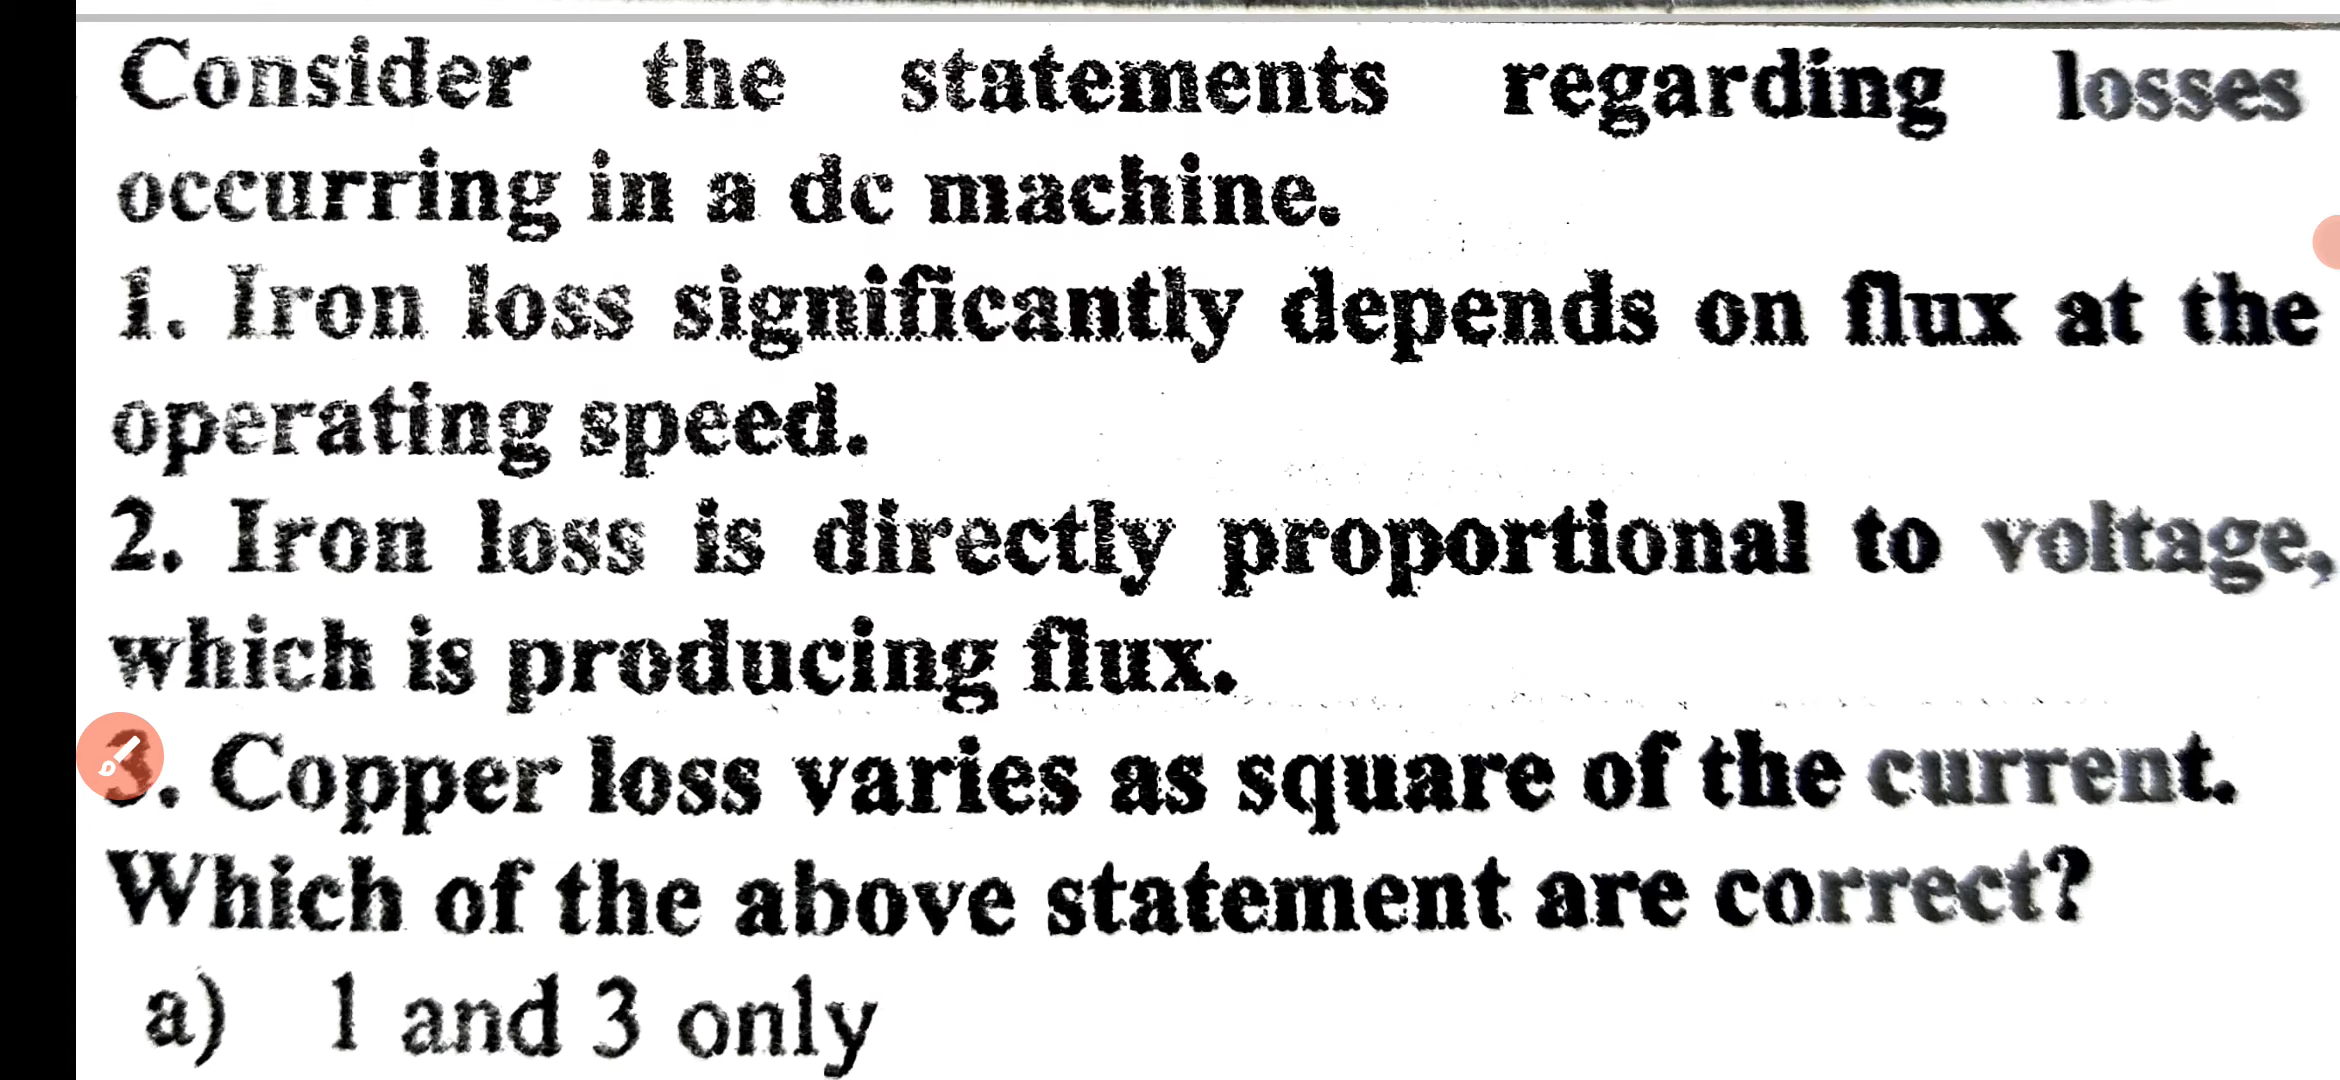 Consider the statements regarding losses
occurring in a dc machine.
1. Iron loss significantly depends on flux at the
operating speed.
2. Iron loss is directly proportional to voltage,
which is producing flux.
3. Copper loss varies as square of the current.
Which of the above statement are correct?
a) 1 and 3 only